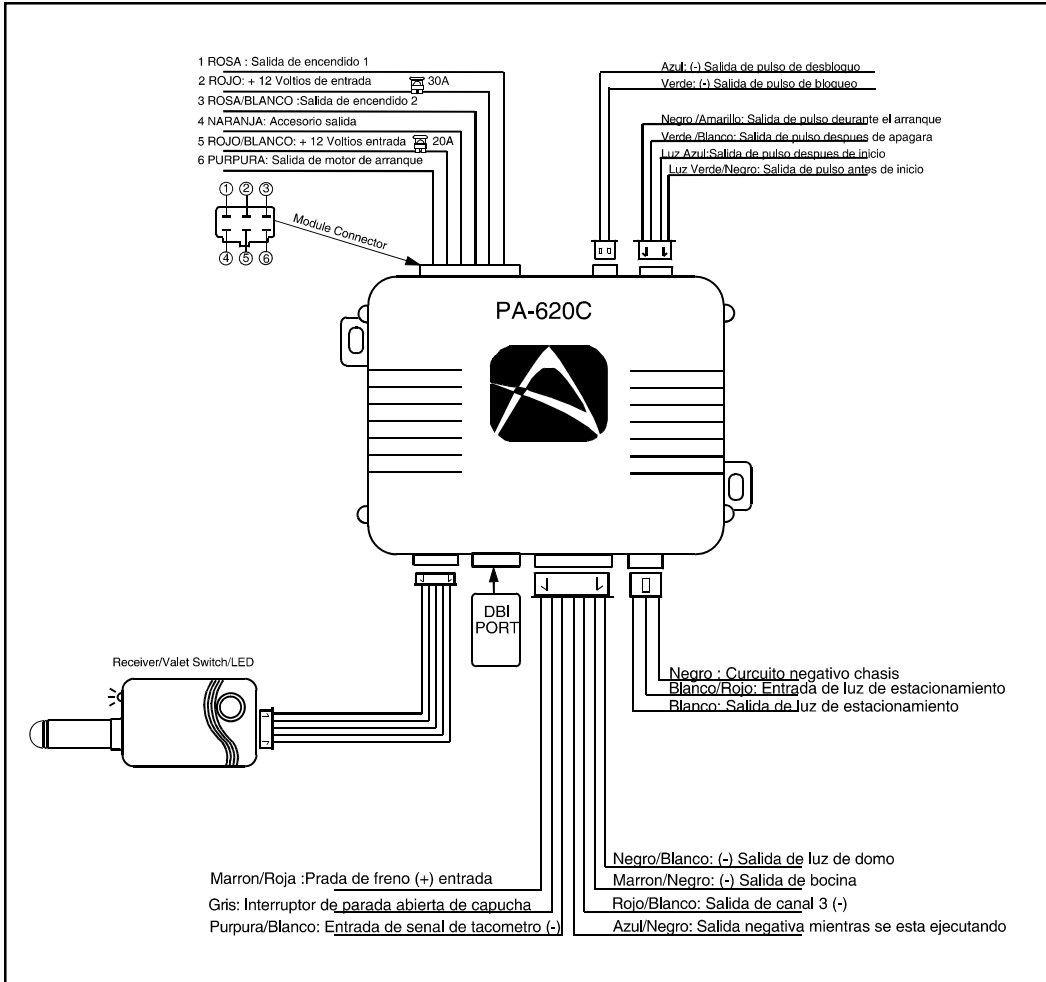 1 ROSA : Salida de encendido 1
2 ROJO: + 12 Voltios de entrada 30A
3 ROSA/BLANCO :Salida de encendido 2
4 NARANJA: Accesorio salida
5 ROJO/BLANCO: + 12 Voltios entrada 20A
6 PURPURA: Salida de motor de arranque
1 2 3
4 5 6
Module Connector
Azul: (-) Salida de pulso de desbloquo
Verde: (-) Salida de pulso de bloqueo
Negro /Amarillo: Salida de pulso deurante el arranque
Verde /Blanco: Salida de pulso despues de apagara
Luz Azul:Salida de pulso despues de inicio
Luz Verde/Negro: Salida de pulso antes de inicio
PA-620C
DBI
PORT
Receiver/Valet Switch/LED
Negro : Curcuito negativo chasis
Blanco/Rojo: Entrada de luz de estacionamiento
Blanco: Salida de luz de estacionamiento
Marron/Roja :Prada de freno (+) entrada
Gris: Interruptor de parada abierta de capucha
Purpura/Blanco: Entrada de senal de tacometro (-)
Negro/Blanco: (-) Salida de luz de domo
Marron/Negro: (-) Salida de bocina
Rojo/Blanco: Salida de canal 3 (-)
Azul/Negro: Salida negativa mientras se esta ejecutando